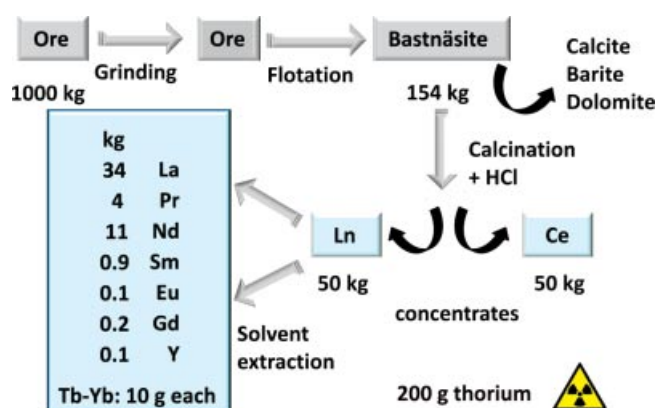 Ore
Ore
Bastnäsite
Grinding
Flotation
Calcite
Barite
Dolomite
1000 kg
154 kg
Calcination
+ HCl
kg
34 La
4 Pr
11 Nd
0.9 Sm
0.1 Eu
0.2 Gd
0.1 Y
Tb-Yb: 10 g each
Ln
Ce
50 kg
50 kg
concentrates
Solvent
extraction
200 g thorium